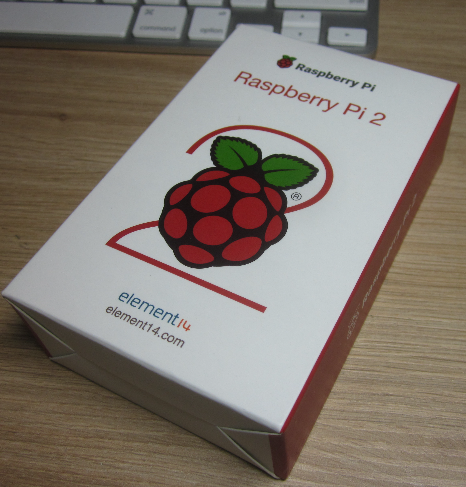 command
option
Raspberry Pi
Raspberry Pi 2
®
element14
element14.com